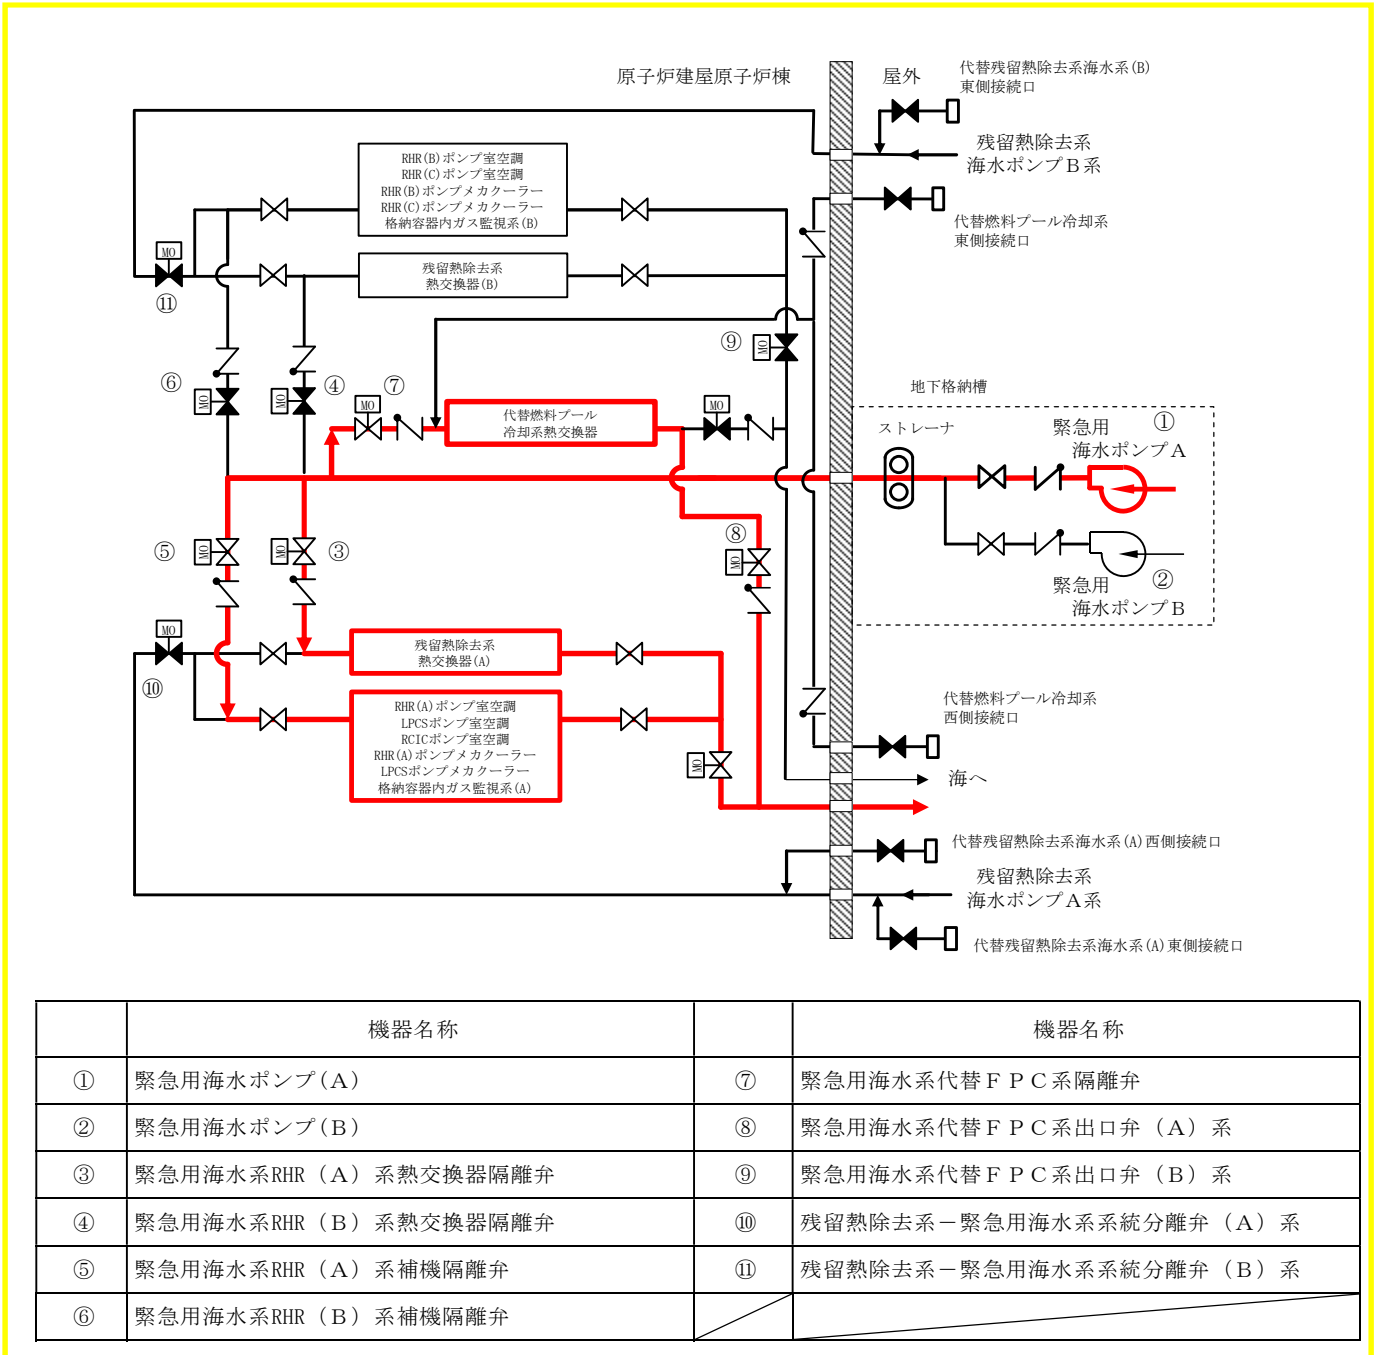 原子炉建屋原子炉棟
屋外
代替残留熱除去系海水系(B)
東側接続口
残留熱除去系
海水ポンプＢ系
RHR(B)ポンプ室空調
RHR(C)ポンプ室空調
RHR(B)ポンプメカクーラー
RHR(C)ポンプメカクーラー
格納容器内ガス監視系(B)
代替燃料プール冷却系
東側接続口
MO
⑪
残留熱除去系
熱交換器(B)
⑨
MO
⑥
MO
MO
④
⑦
MO
代替燃料プール
冷却系熱交換器
MO
地下格納槽
ストレーナ
緊急用
海水ポンプＡ
①
⑤
MO
MO
③
⑧
MO
緊急用
海水ポンプＢ
②
MO
⑩
残留熱除去系
熱交換器(A)
RHR(A)ポンプ室空調
LPCSポンプ室空調
RCICポンプ室空調
RHR(A)ポンプメカクーラー
LPCSポンプメカクーラー
格納容器内ガス監視系(A)
MO
代替燃料プール冷却系
西側接続口
海へ
代替残留熱除去系海水系(A)西側接続口
残留熱除去系
海水ポンプＡ系
代替残留熱除去系海水系(A)東側接続口
機器名称 機器名称
① 緊急用海水ポンプ(Ａ) ⑦ 緊急用海水系代替ＦＰＣ系隔離弁
② 緊急用海水ポンプ(Ｂ) ⑧ 緊急用海水系代替ＦＰＣ系出口弁（Ａ）系
③ 緊急用海水系RHR（Ａ）系熱交換器隔離弁 ⑨ 緊急用海水系代替ＦＰＣ系出口弁（Ｂ）系
④ 緊急用海水系RHR（Ｂ）系熱交換器隔離弁 ⑩ 残留熱除去系－緊急用海水系系統分離弁（Ａ）系
⑤ 緊急用海水系RHR（Ａ）系補機隔離弁 ⑪ 残留熱除去系－緊急用海水系系統分離弁（Ｂ）系
⑥ 緊急用海水系RHR（Ｂ）系補機隔離弁